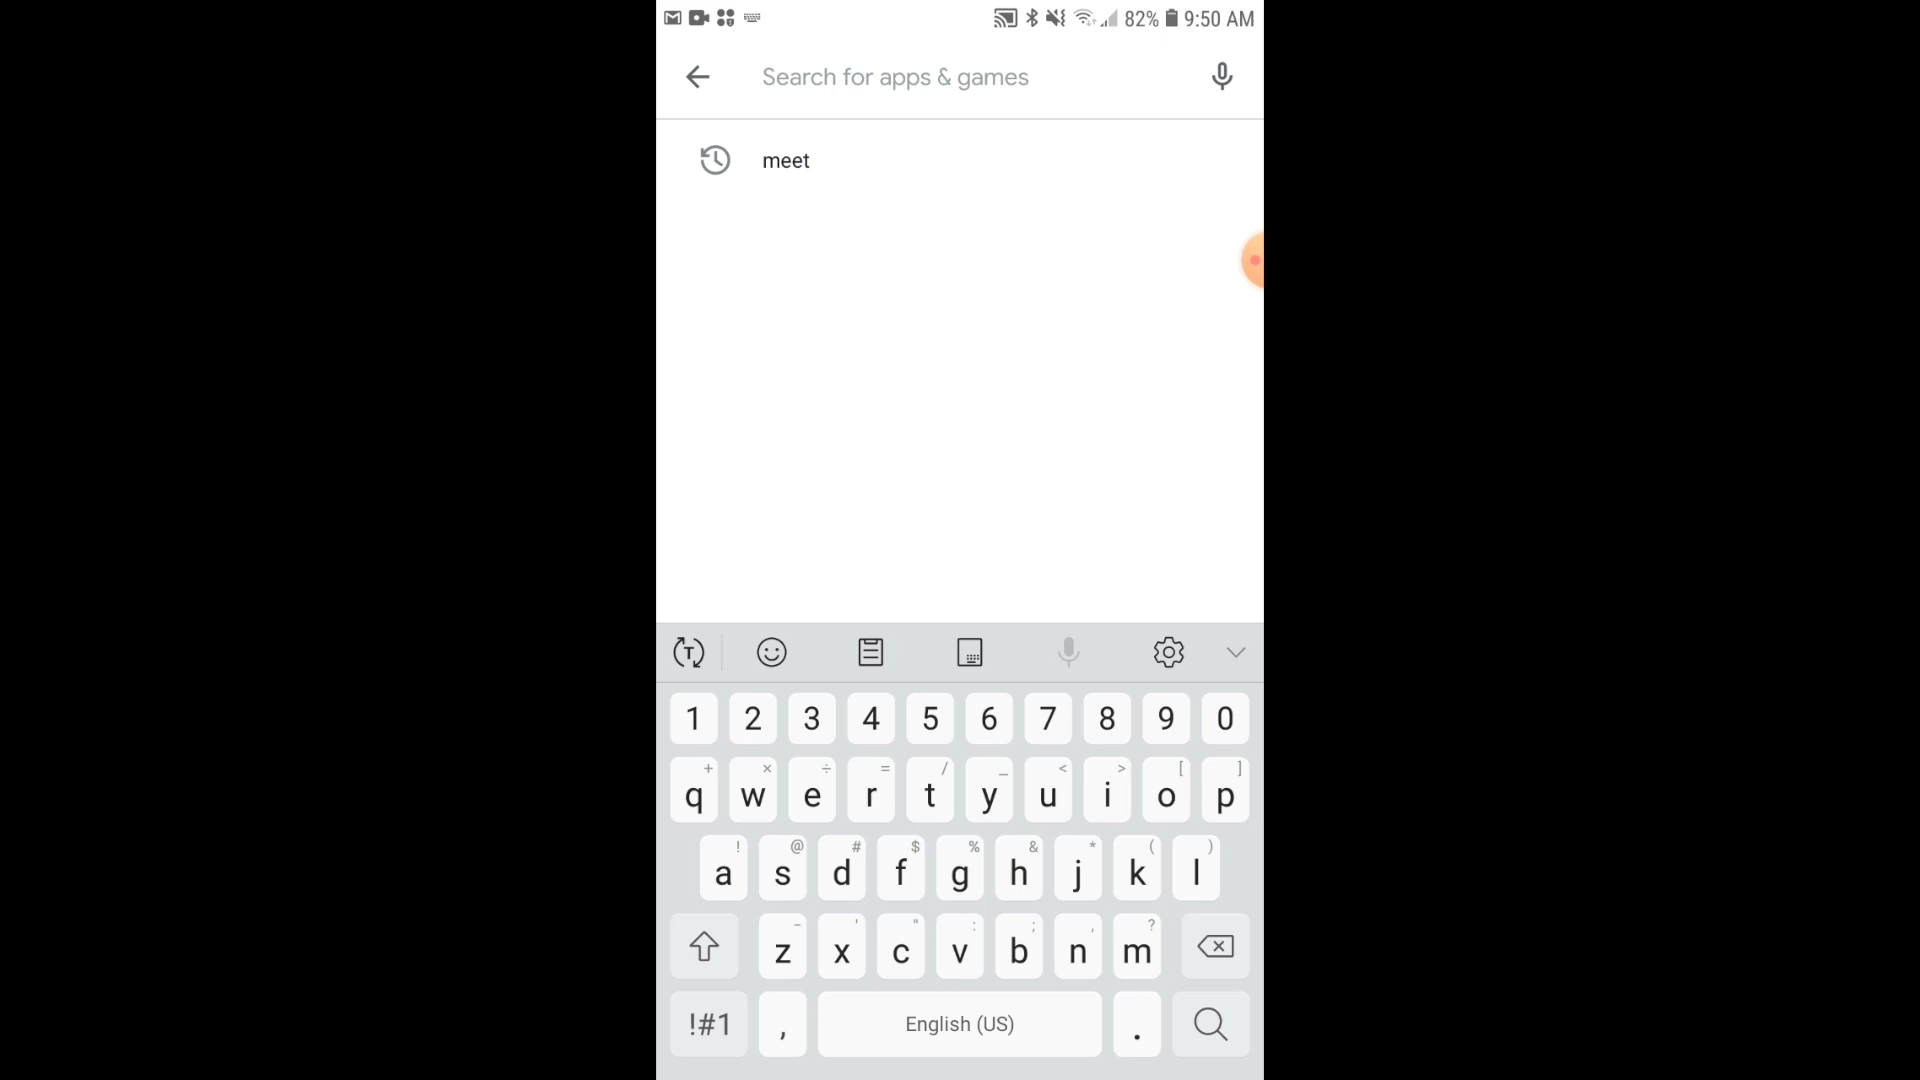 82% 9:50 AM
Search for apps & games
meet
T
1 2 3 4 5 6 7 8 9 0
+ × ÷ = / _ < > [ ]
q w e r t y u i o p
! @ # $ % & * ( )
a s d f g h j k l
- ' " : ; , ?
z x c v b n m
!#1 , English (US) .